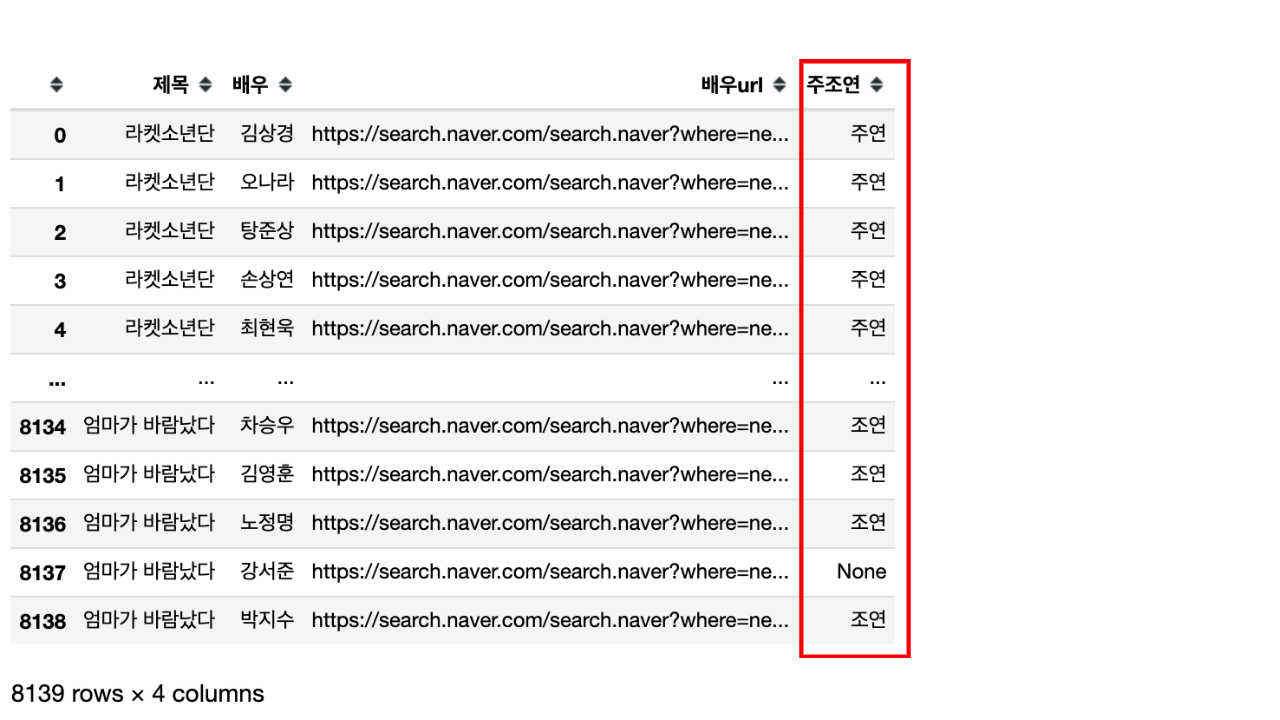 제목 배우 배우url 주조연
0 라켓소년단 김상경 https://search.naver.com/search.naver?where=ne... 주연
1 라켓소년단 오나라 https://search.naver.com/search.naver?where=ne... 주연
2 라켓소년단 탕준상 https://search.naver.com/search.naver?where=ne... 주연
3 라켓소년단 손상연 https://search.naver.com/search.naver?where=ne... 주연
4 라켓소년단 최현욱 https://search.naver.com/search.naver?where=ne... 주연
... ... ... ... ...
8134 엄마가 바람났다 차승우 https://search.naver.com/search.naver?where=ne... 조연
8135 엄마가 바람났다 김영훈 https://search.naver.com/search.naver?where=ne... 조연
8136 엄마가 바람났다 노정명 https://search.naver.com/search.naver?where=ne... 조연
8137 엄마가 바람났다 강서준 https://search.naver.com/search.naver?where=ne... None
8138 엄마가 바람났다 박지수 https://search.naver.com/search.naver?where=ne... 조연
8139 rows × 4 columns